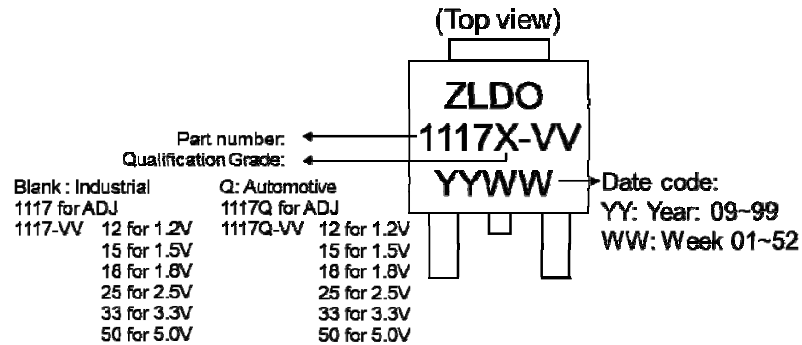 (Top view)
ZLDO
Part number: 1117X-VV
Qualification Grade:
YYWW Date code:
YY: Year: 09~99
WW: Week 01~52
Blank : Industrial Q: Automotive
1117 for ADJ 1117Q for ADJ
1117-VV 12 for 1.2V 1117Q-VV 12 for 1.2V
15 for 1.5V 15 for 1.5V
18 for 1.8V 18 for 1.8V
25 for 2.5V 25 for 2.5V
33 for 3.3V 33 for 3.3V
50 for 5.0V 50 for 5.0V